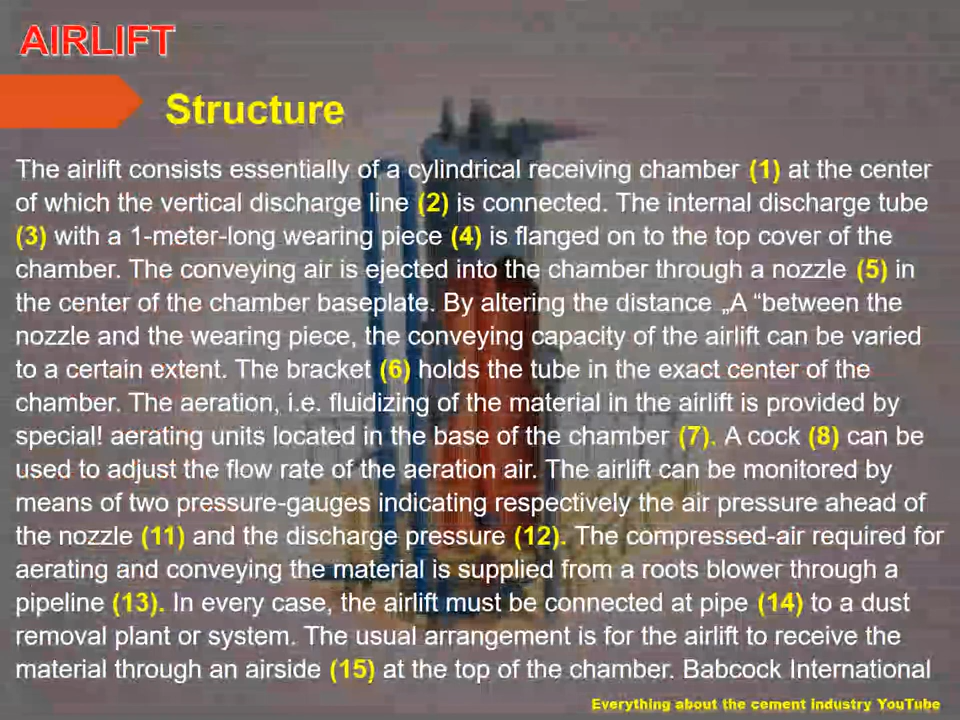 AIRLIFT
Structure
The airlift consists essentially of a cylindrical receiving chamber (1) at the center
of which the vertical discharge line (2) is connected. The internal discharge tube
(3) with a 1-meter-long wearing piece (4) is flanged on to the top cover of the
chamber. The conveying air is ejected into the chamber through a nozzle (5) in
the center of the chamber baseplate. By altering the distance „A “between the
nozzle and the wearing piece, the conveying capacity of the airlift can be varied
to a certain extent. The bracket (6) holds the tube in the exact center of the
chamber. The aeration, i.e. fluidizing of the material in the airlift is provided by
special! aerating units located in the base of the chamber (7). A cock (8) can be
used to adjust the flow rate of the aeration air. The airlift can be monitored by
means of two pressure-gauges indicating respectively the air pressure ahead of
the nozzle (11) and the discharge pressure (12). The compressed-air required for
aerating and conveying the material is supplied from a roots blower through a
pipeline (13). In every case, the airlift must be connected at pipe (14) to a dust
removal plant or system. The usual arrangement is for the airlift to receive the
material through an airside (15) at the top of the chamber. Babcock International
Everything about the cement industry YouTube